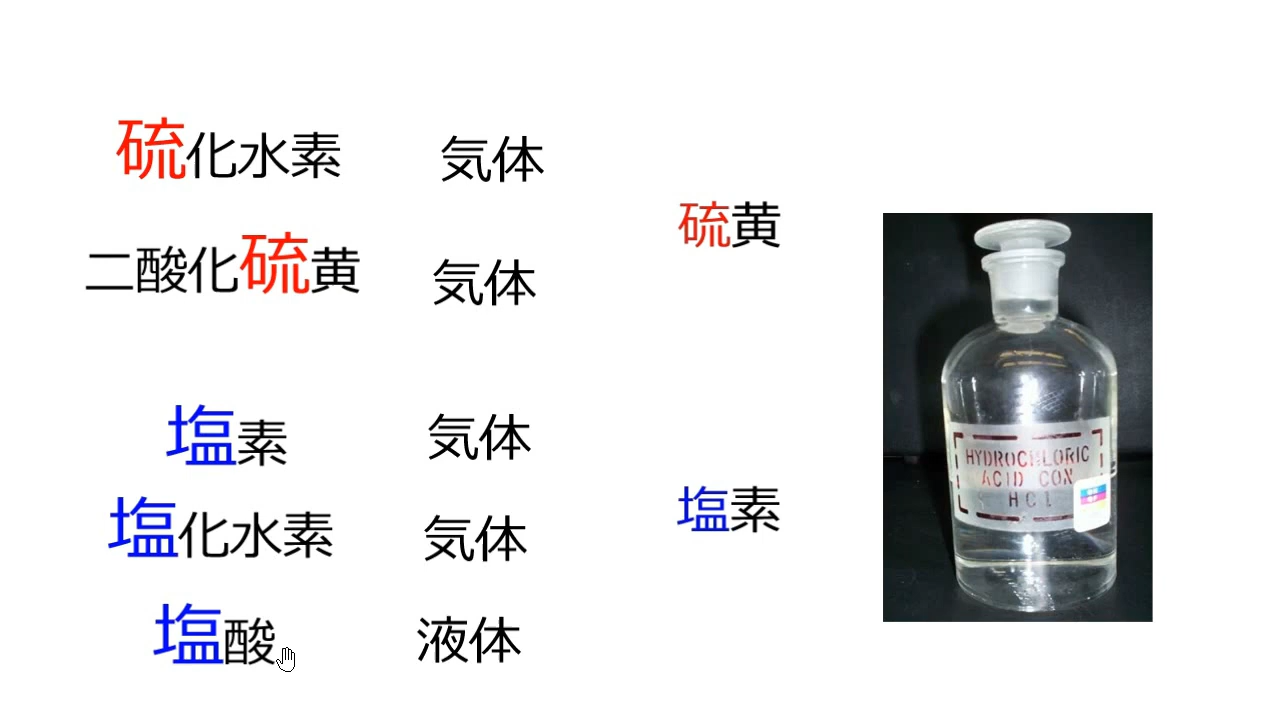 硫化水素 気体
硫黄
二酸化硫黄 気体
塩素 気体
HYDROCHLORIC
ACID CON
HCl
塩素
塩化水素 気体
塩酸 液体